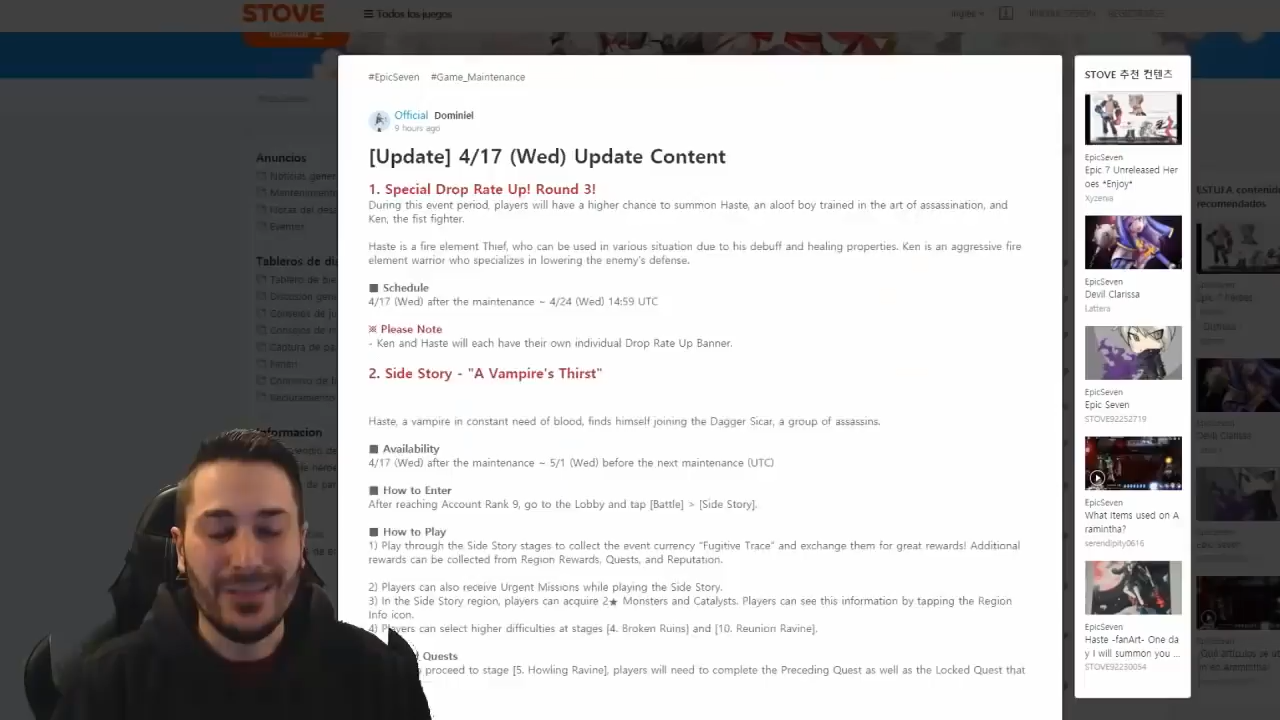 STOVE
Todos los juegos
Inglés
#EpicSeven #Game_Maintenance
Official Dominiel
9 hours ago
[Update] 4/17 (Wed) Update Content
1. Special Drop Rate Up! Round 3!
During this event period, players will have a higher chance to summon Haste, an aloof boy trained in the art of assassination, and
Ken, the fist fighter.
Haste is a fire element Thief, who can be used in various situation due to his debuff and healing properties. Ken is an aggressive fire
element warrior who specializes in lowering the enemy's defense.
■ Schedule
4/17 (Wed) after the maintenance ~ 4/24 (Wed) 14:59 UTC
※ Please Note
- Ken and Haste will each have their own individual Drop Rate Up Banner.
2. Side Story - "A Vampire's Thirst"
Haste, a vampire in constant need of blood, finds himself joining the Dagger Sicar, a group of assassins.
■ Availability
4/17 (Wed) after the maintenance ~ 5/1 (Wed) before the next maintenance (UTC)
■ How to Enter
After reaching Account Rank 9, go to the Lobby and tap [Battle] > [Side Story].
■ How to Play
1) Play through the Side Story stages to collect the event currency "Fugitive Trace" and exchange them for great rewards! Additional
rewards can be collected from Region Rewards, Quests, and Reputation.
2) Players can also receive Urgent Missions while playing the Side Story.
3) In the Side Story region, players can acquire 2★ Monsters and Catalysts. Players can see this information by tapping the Region
Info icon.
4) Players can select higher difficulties at stages [4. Broken Ruins] and [10. Reunion Ravine].
Quests
proceed to stage [5. Howling Ravine], players will need to complete the Preceding Quest as well as the Locked Quest that
STOVE 추천 컨텐츠
EpicSeven
Epic 7 Unreleased Her
oes *Enjoy*
Xyzenia
EpicSeven
Devil Clarissa
Lattera
EpicSeven
Epic Seven
STOVE92252719
EpicSeven
What Items used on A
ramintha?
serendipity0616
EpicSeven
Haste -fanArt- One da
y I will summon you ...
STOVE92230054
Anuncios
Eventos
Tableros de
Informacion
recomendados